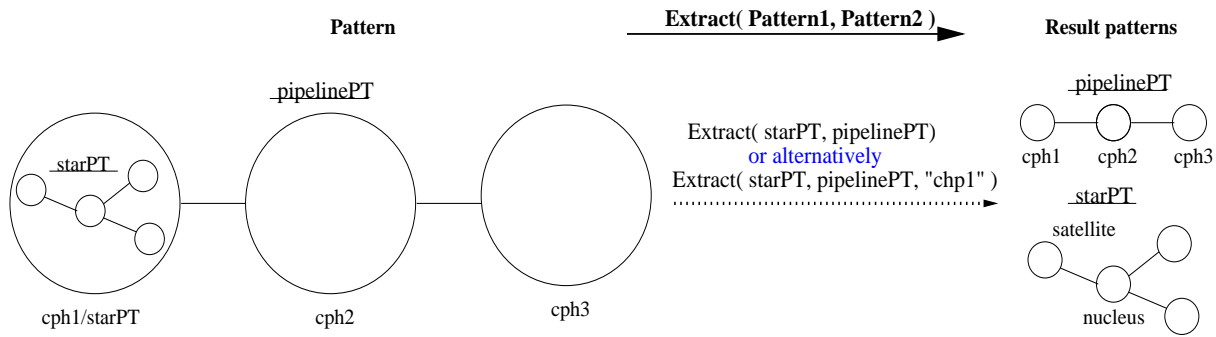 Pattern
Extract( Pattern1, Pattern2 )
Result patterns
pipelinePT
starPT
cph1/starPT
cph2
cph3
Extract( starPT, pipelinePT)
or alternatively
Extract( starPT, pipelinePT, "chp1" )
pipelinePT
cph1 cph2 cph3
starPT
satellite
nucleus